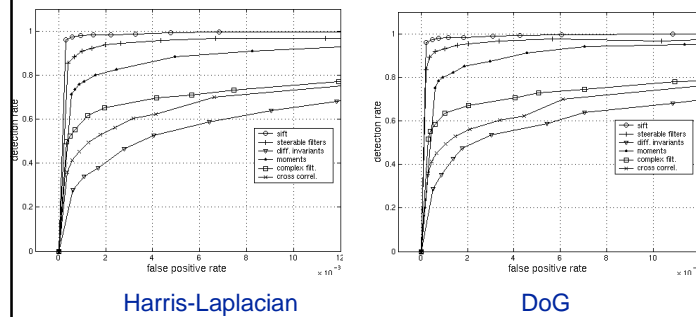 1
0.8
0.6
0.4
0.2
0
detection rate
0
2
4
6
8
10
12
× 10⁻³
false positive rate
sift
steerable filters
diff. invariants
moments
complex filt.
cross correl.
Harris-Laplacian
1
0.8
0.6
0.4
0.2
0
detection rate
0
2
4
6
8
10
× 10⁻
false positive rate
sift
steerable filters
diff. invariants
moments
complex filt.
cross correl.
DoG